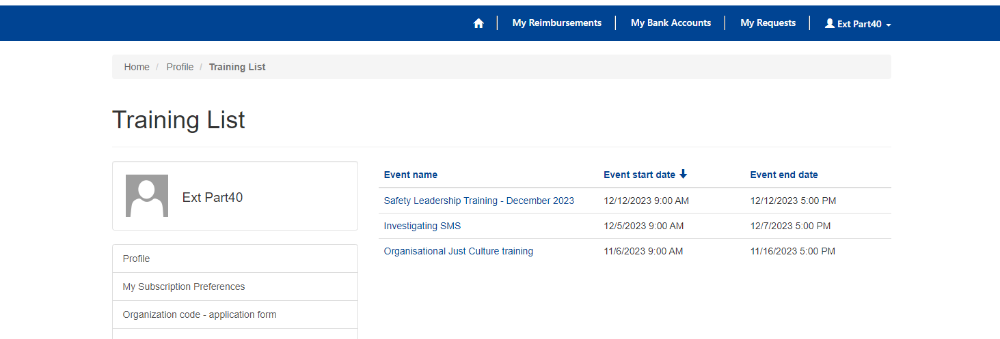 My Reimbursements My Bank Accounts My Requests Ext Part40
Home / Profile / Training List
Training List
Ext Part40
Profile
My Subscription Preferences
Organization code - application form
Event name Event start date Event end date
Safety Leadership Training - December 2023 12/12/2023 9:00 AM 12/12/2023 5:00 PM
Investigating SMS 12/5/2023 9:00 AM 12/7/2023 5:00 PM
Organisational Just Culture training 11/6/2023 9:00 AM 11/16/2023 5:00 PM